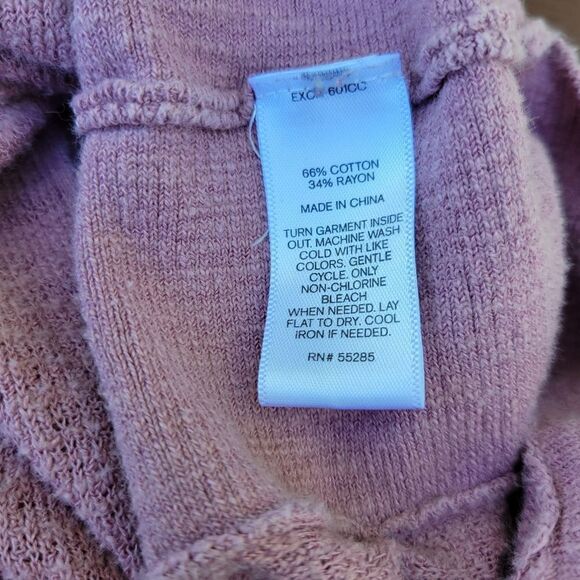 66% COTTON
34% RAYON
MADE IN CHINA
TURN GARMENT INSIDE
OUT. MACHINE WASH
COLD WITH LIKE
COLORS. GENTLE
CYCLE. ONLY
NON-CHLORINE
BLEACH
WHEN NEEDED. LAY
FLAT TO DRY. COOL
IRON IF NEEDED.
RN# 55285